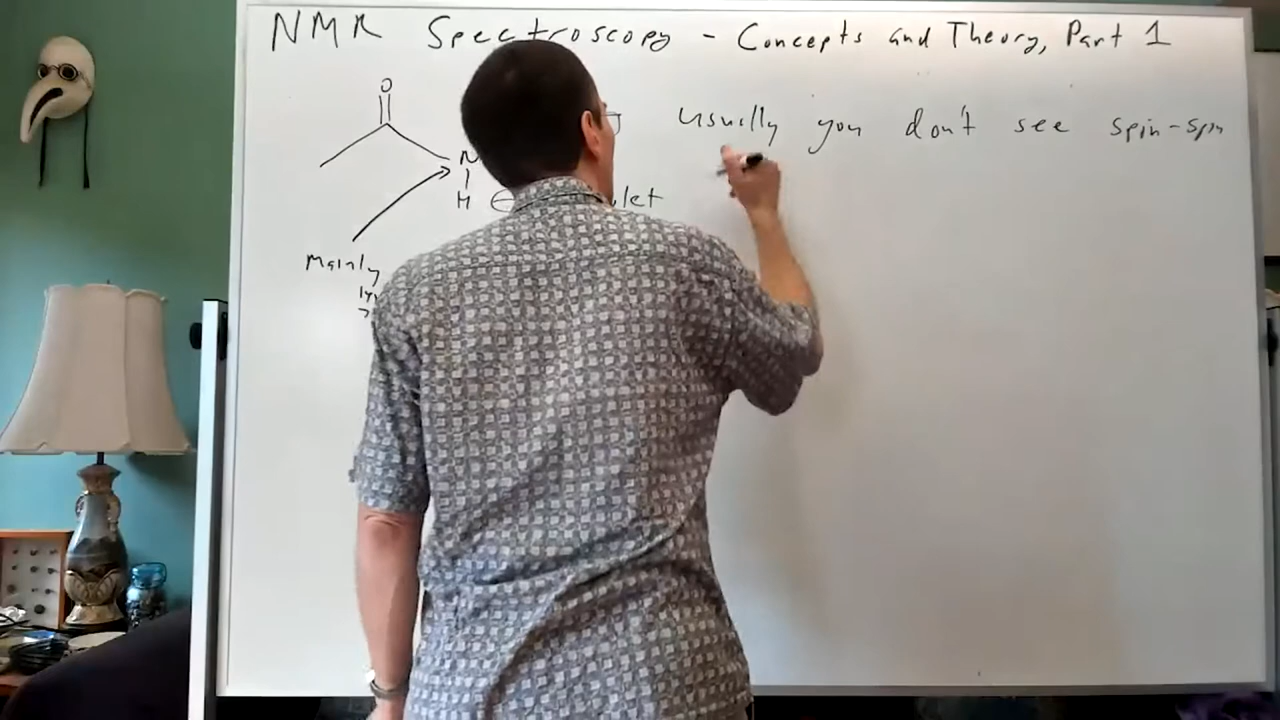 NMR Spectroscopy - Concepts and Theory, Part 1
O
usually you don't see spin-spin
N
H
Mainly